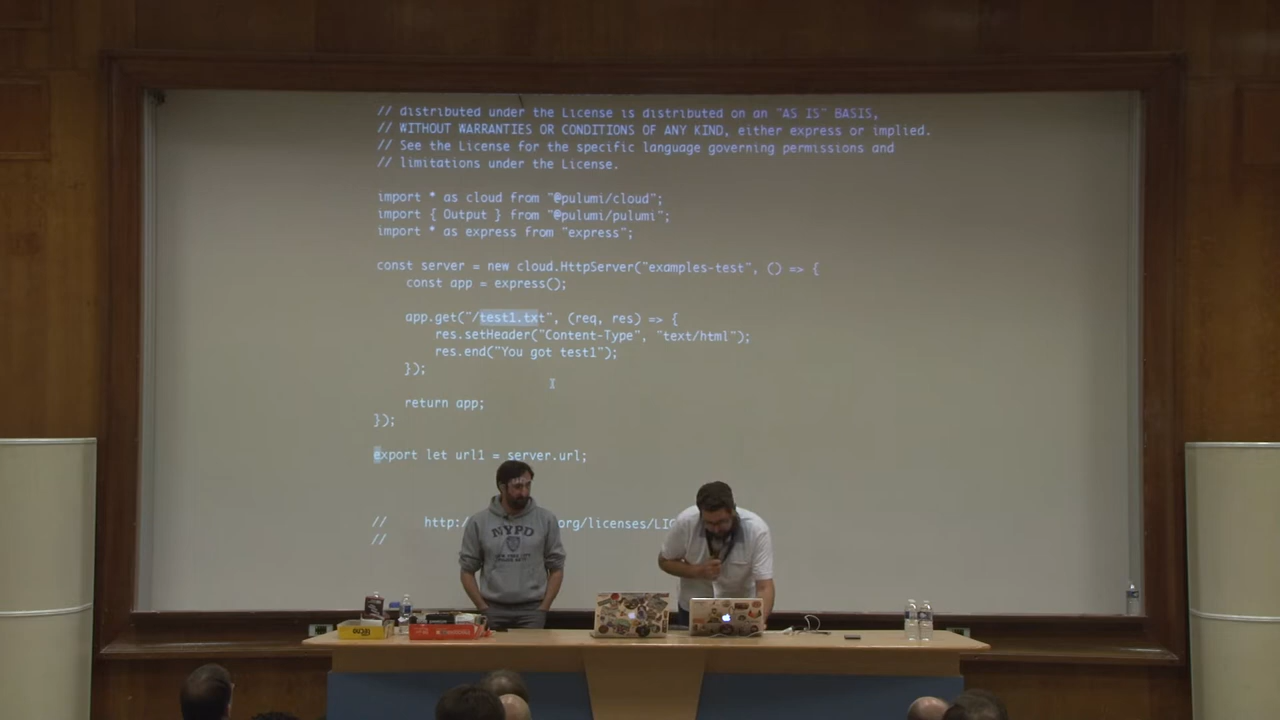 // distributed under the License is distributed on an "AS IS" BASIS,
// WITHOUT WARRANTIES OR CONDITIONS OF ANY KIND, either express or implied.
// See the License for the specific language governing permissions and
// limitations under the License.
import * as cloud from "@pulumi/cloud";
import { Output } from "@pulumi/pulumi";
import * as express from "express";
const server = new cloud.HttpServer("examples-test", () => {
const app = express();
app.get("/test1.txt", (req, res) => {
res.setHeader("Content-Type", "text/html");
res.end("You got test1");
});
return app;
});
export let url1 = server.url;
// http:/ org/licenses/LIC
//
NYPD